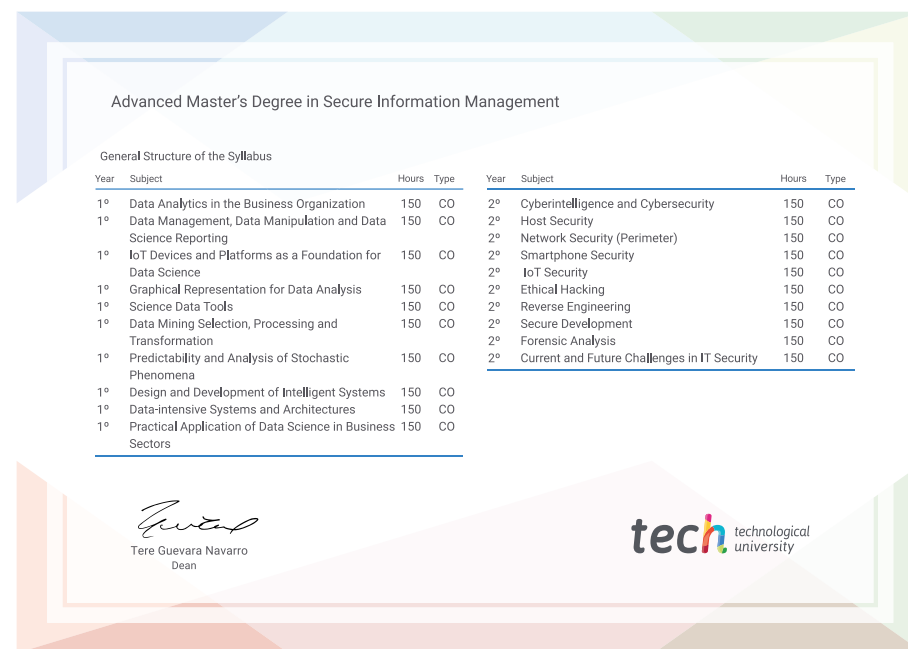 Advanced Master's Degree in Secure Information Management
General Structure of the Syllabus
Year Subject Hours Type
1º Data Analytics in the Business Organization 150 CO
1º Data Management, Data Manipulation and Data 150 CO
Science Reporting
1º IoT Devices and Platforms as a Foundation for 150 CO
Data Science
1º Graphical Representation for Data Analysis 150 CO
1º Science Data Tools 150 CO
1º Data Mining Selection, Processing and 150 CO
Transformation
1º Predictability and Analysis of Stochastic 150 CO
Phenomena
1º Design and Development of Intelligent Systems 150 CO
1º Data-intensive Systems and Architectures 150 CO
1º Practical Application of Data Science in Business 150 CO
Sectors
Year Subject Hours Type
2º Cyberintelligence and Cybersecurity 150 CO
2º Host Security 150 CO
2º Network Security (Perimeter) 150 CO
2º Smartphone Security 150 CO
2º IoT Security 150 CO
2º Ethical Hacking 150 CO
2º Reverse Engineering 150 CO
2º Secure Development 150 CO
2º Forensic Analysis 150 CO
2º Current and Future Challenges in IT Security 150 CO
Tere Guevara Navarro
Dean
tech technological
university